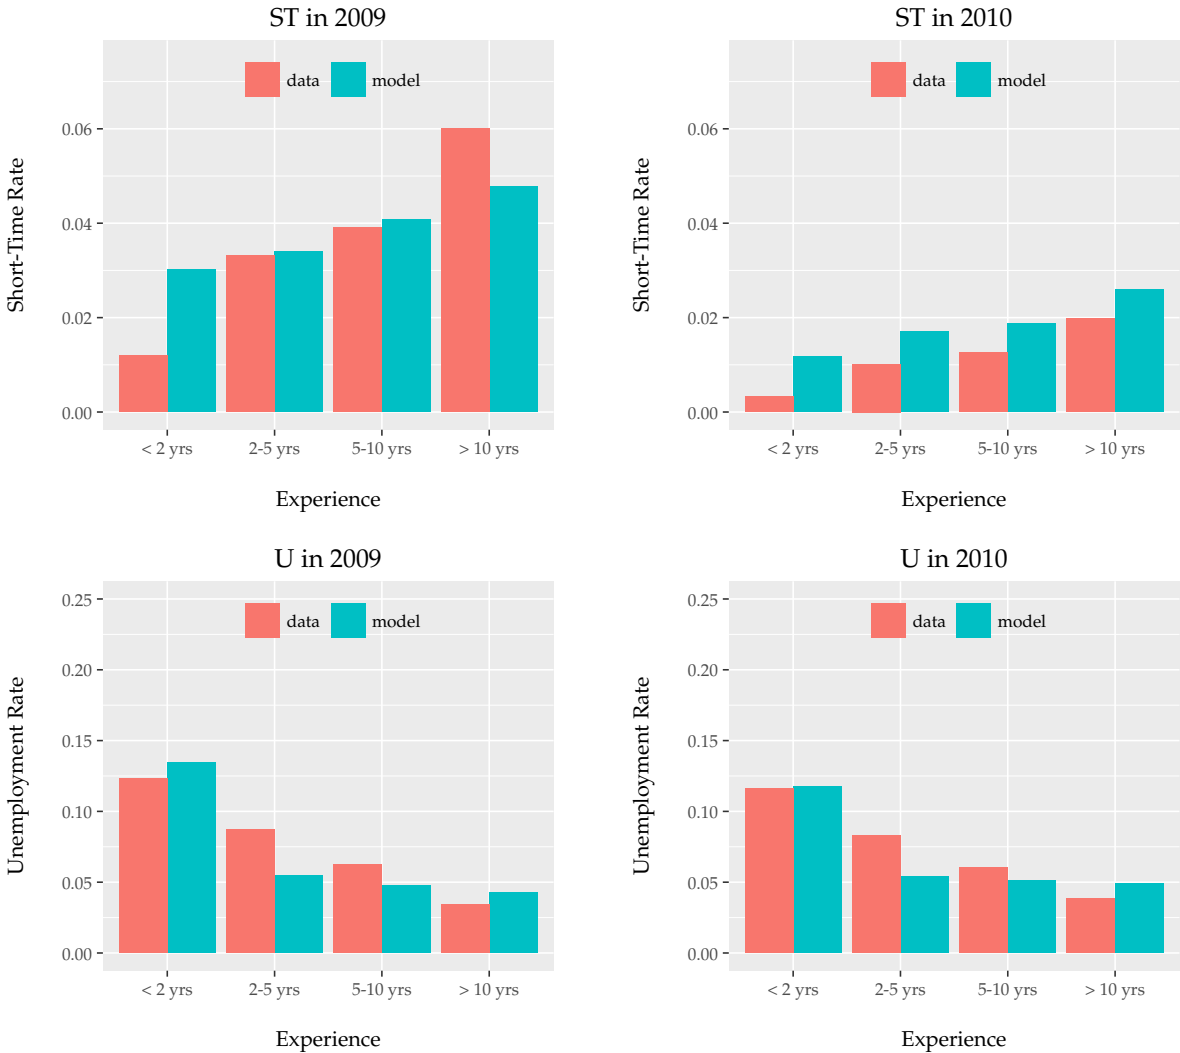 ST in 2009
data model
0.06
0.04
0.02
0.00
Short-Time Rate
< 2 yrs 2-5 yrs 5-10 yrs > 10 yrs
Experience
ST in 2010
data model
0.06
0.04
0.02
0.00
Short-Time Rate
< 2 yrs 2-5 yrs 5-10 yrs > 10 yrs
Experience
U in 2009
data model
0.25
0.20
0.15
0.10
0.05
0.00
Unemployment Rate
< 2 yrs 2-5 yrs 5-10 yrs > 10 yrs
Experience
U in 2010
data model
0.25
0.20
0.15
0.10
0.05
0.00
Unemployment Rate
< 2 yrs 2-5 yrs 5-10 yrs > 10 yrs
Experience